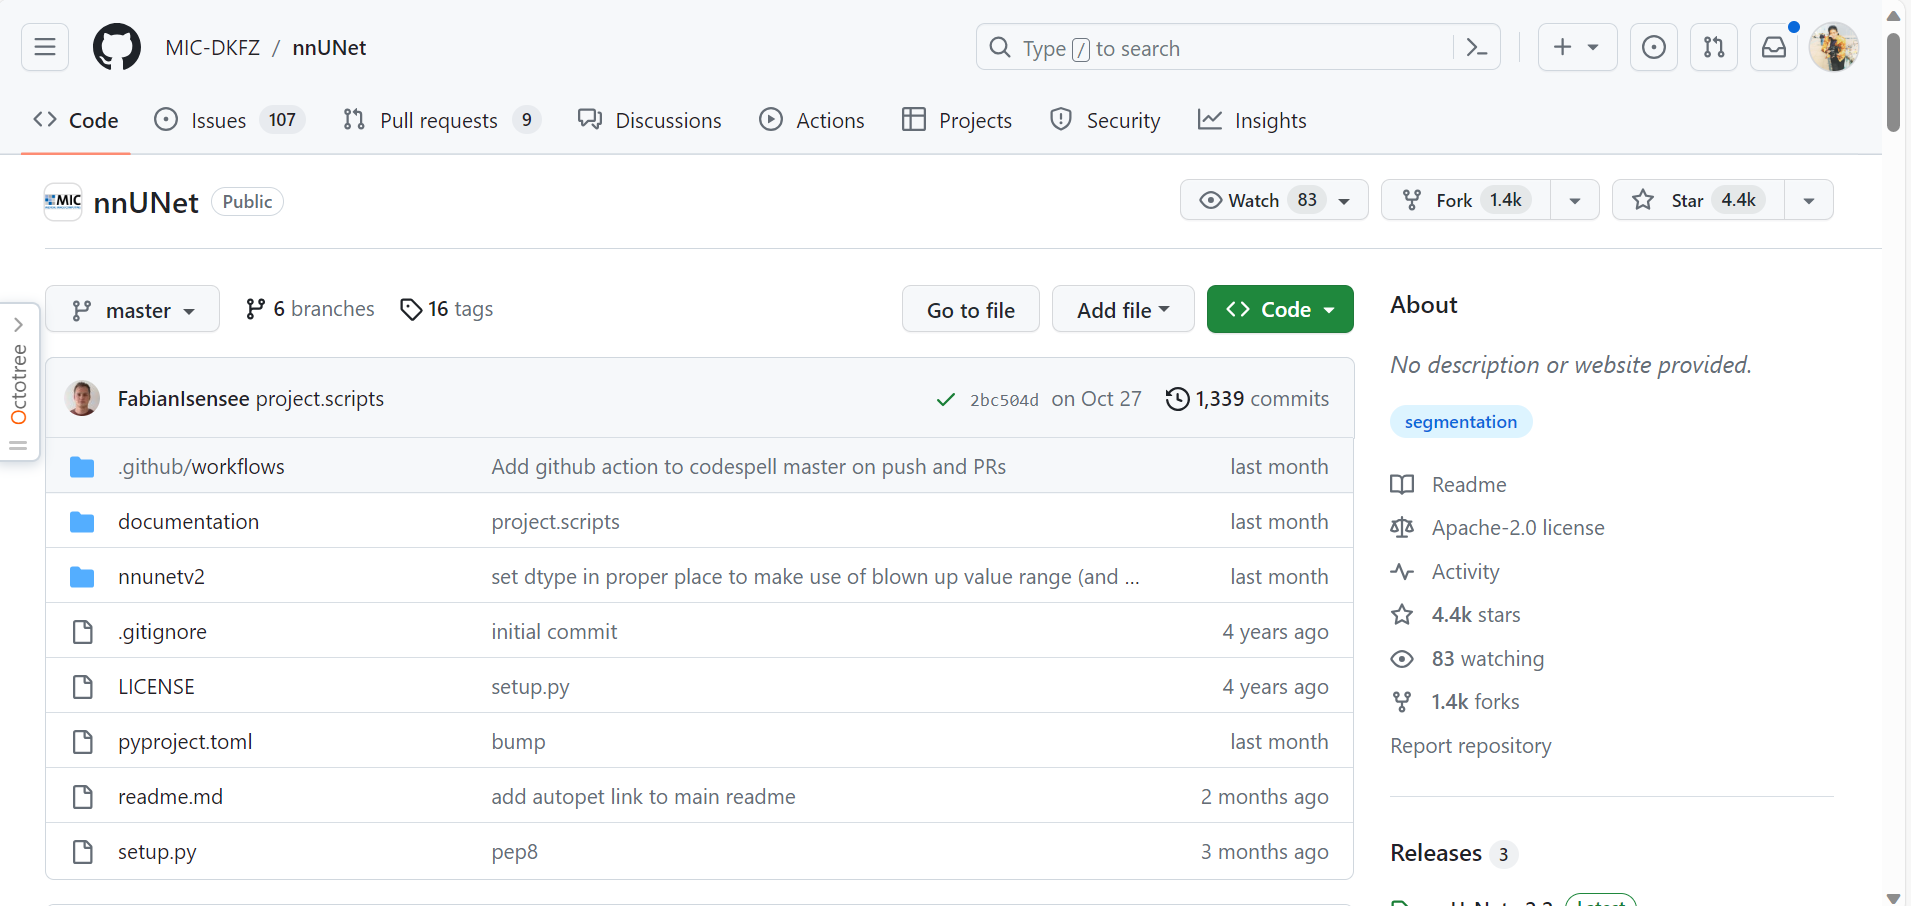 MIC-DKFZ / nnUNet
Type / to search
Code
Issues 107
Pull requests 9
Discussions
Actions
Projects
Security
Insights
MIC
nnUNet Public
Watch 83
Fork 1.4k
Star 4.4k
master
6 branches
16 tags
Go to file
Add file
Code
Octotree
FabianIsensee project.scripts
2bc504d on Oct 27
1,339 commits
.github/workflows Add github action to codespell master on push and PRs last month
documentation project.scripts last month
nnunetv2 set dtype in proper place to make use of blown up value range (and ... last month
.gitignore initial commit 4 years ago
LICENSE setup.py 4 years ago
pyproject.toml bump last month
readme.md add autopet link to main readme 2 months ago
setup.py pep8 3 months ago
About
No description or website provided.
segmentation
Readme
Apache-2.0 license
Activity
4.4k stars
83 watching
1.4k forks
Report repository
Releases 3